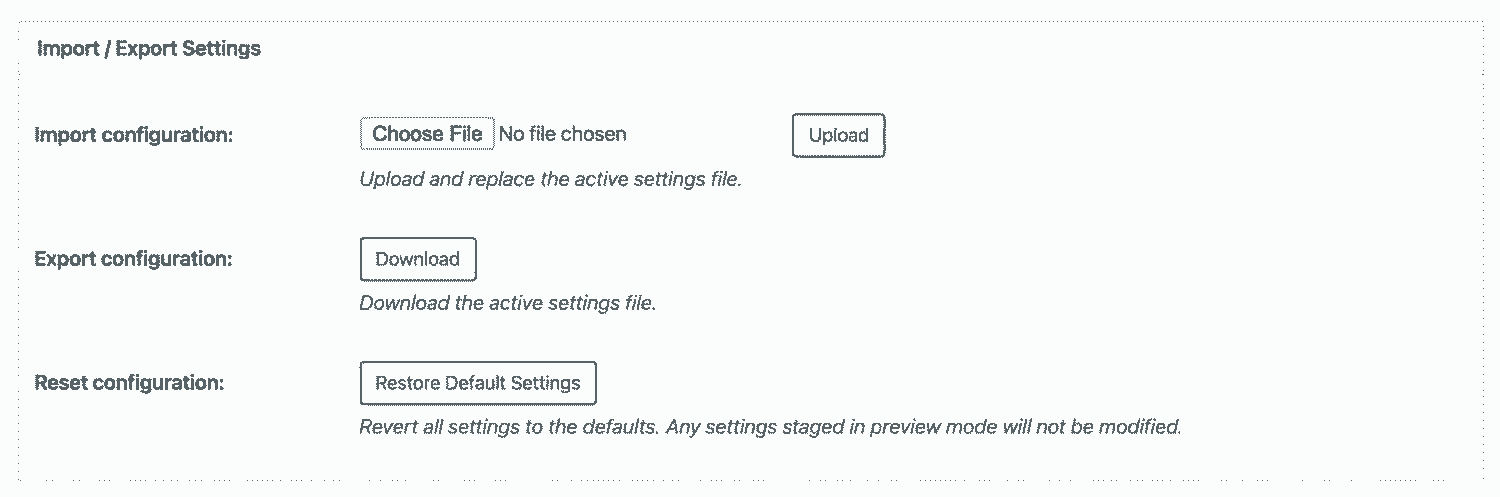 Import / Export Settings
Import configuration: Choose File No file chosen Upload
Upload and replace the active settings file.
Export configuration: Download
Download the active settings file.
Reset configuration: Restore Default Settings
Revert all settings to the defaults. Any settings staged in preview mode will not be modified.